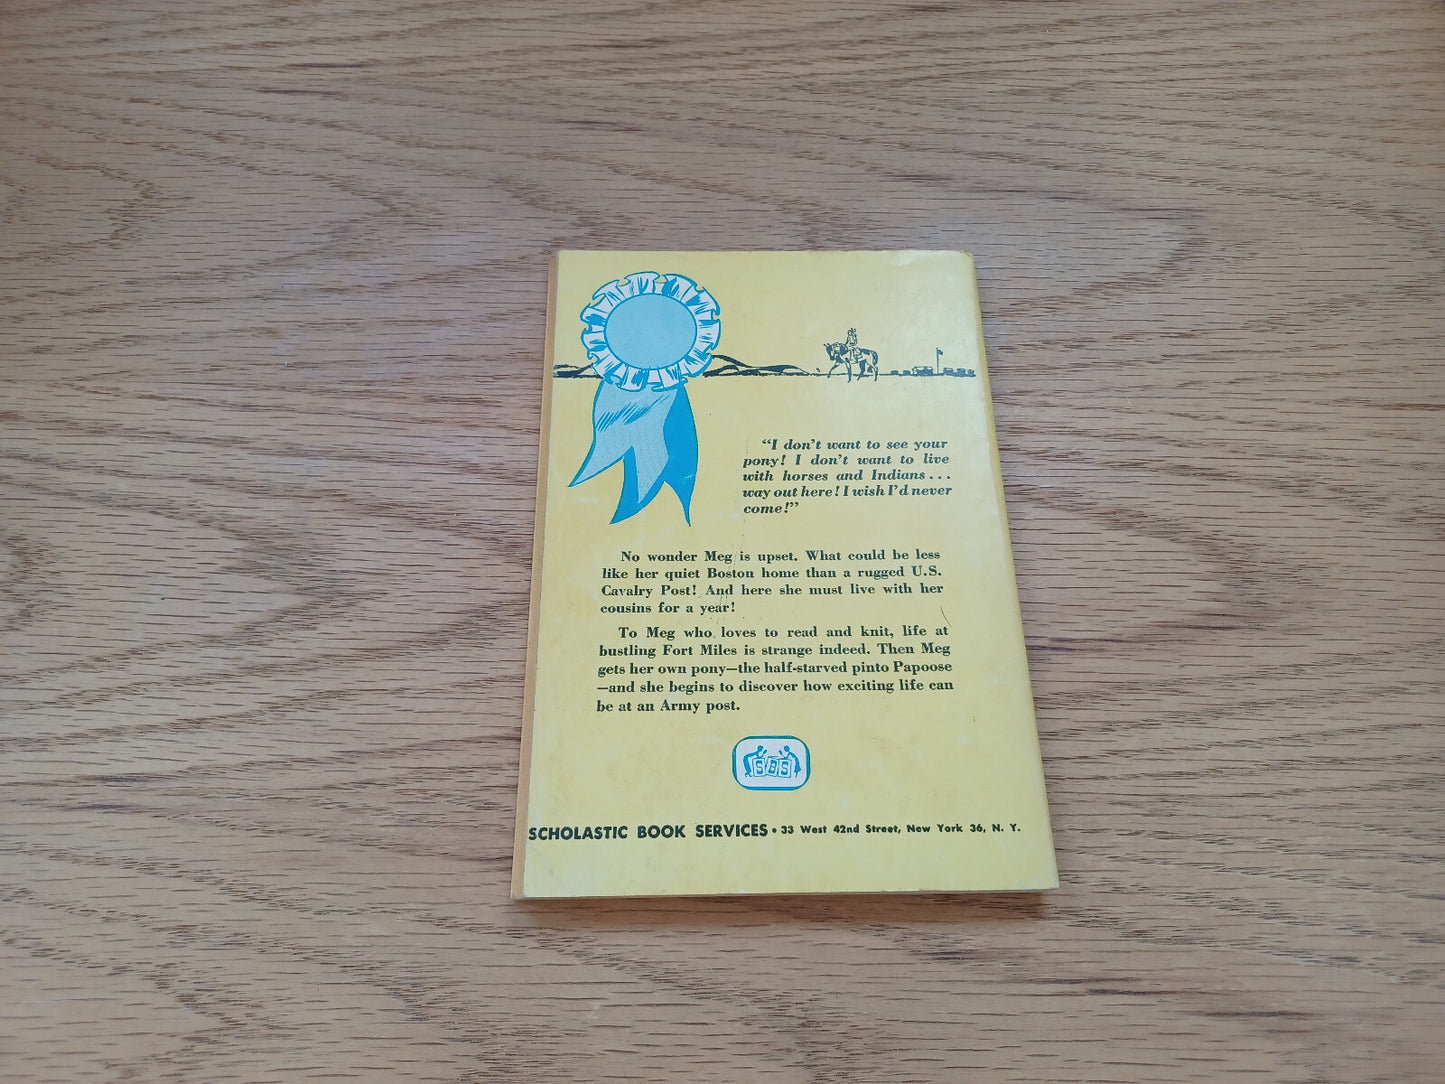 “I don’t want to see your
pony! I don’t want to live
with horses and Indians...
way out here! I wish I’d never
come!”
No wonder Meg is upset. What could be less
like her quiet Boston home than a rugged U.S.
Cavalry Post! And here she must live with her
cousins for a year!
To Meg who loves to read and knit, life at
bustling Fort Miles is strange indeed. Then Meg
gets her own pony—the half-starved pinto Papoose
—and she begins to discover how exciting life can
be at an Army post.
SBS
SCHOLASTIC BOOK SERVICES • 33 West 42nd Street, New York 36, N. Y.